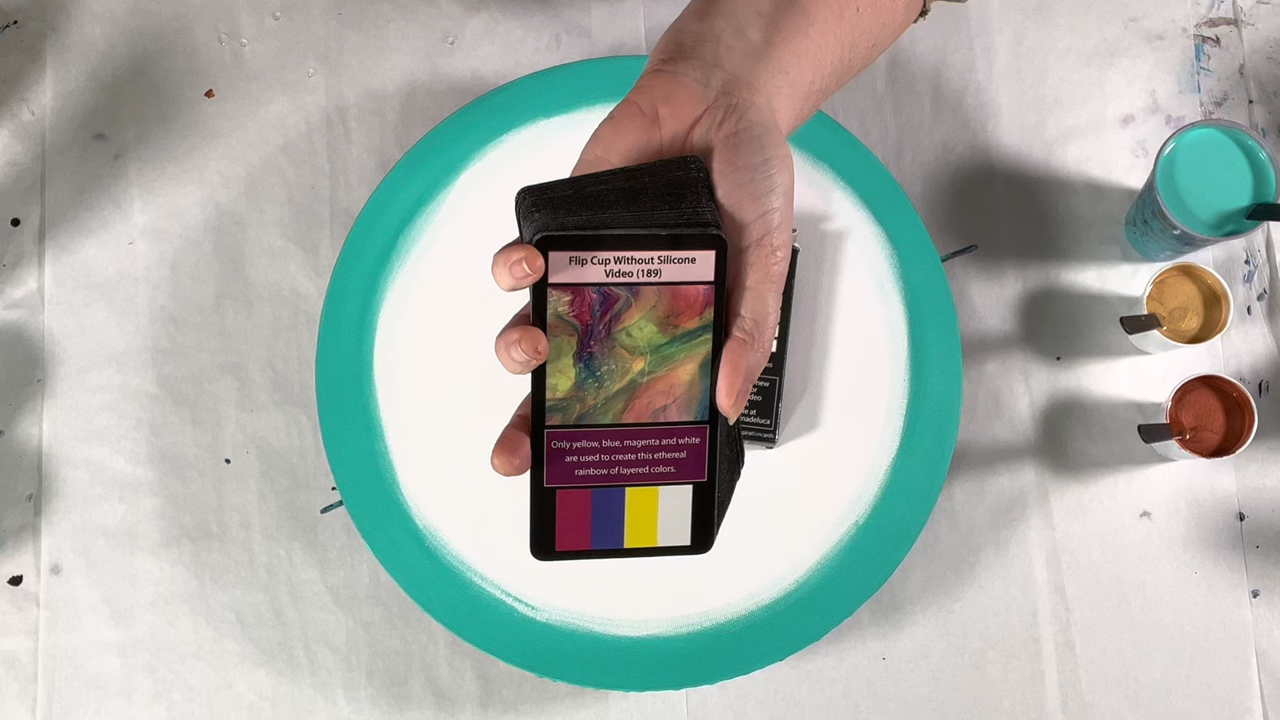 Flip Cup Without Silicone
Video (189)
Only yellow, blue, magenta and white
are used to create this ethereal
rainbow of layered colors.
new